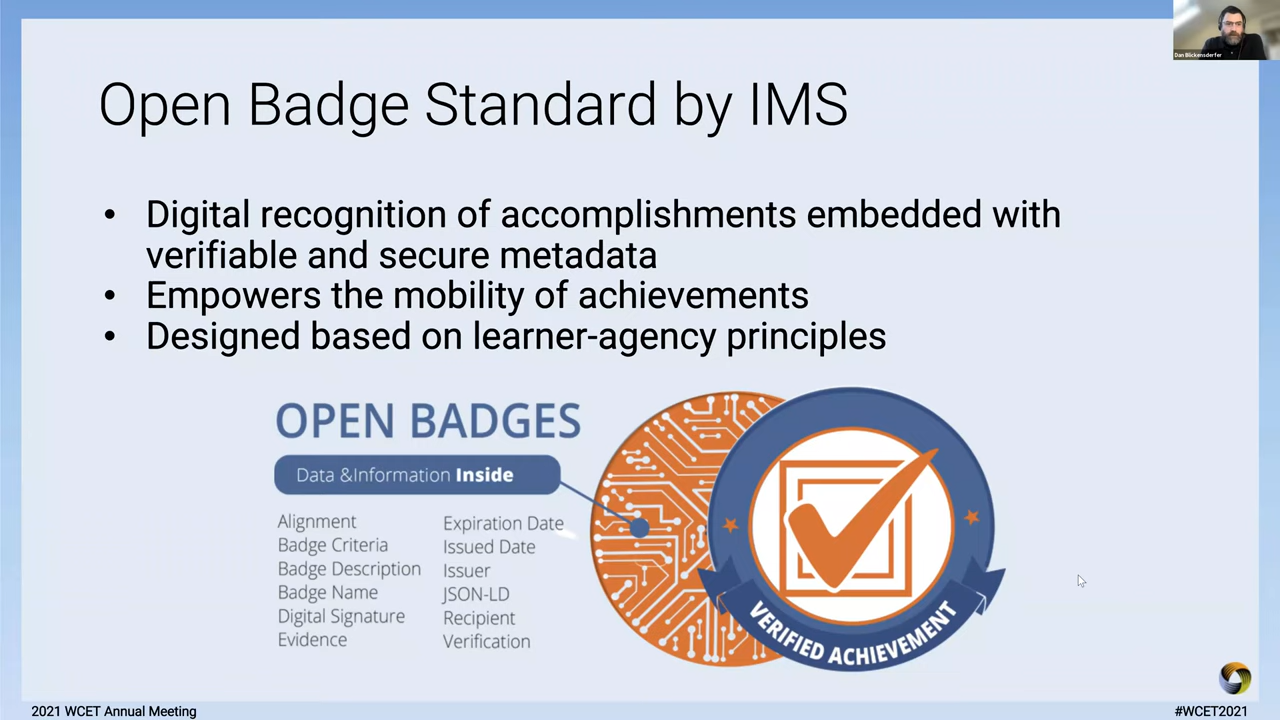 Dan Blickensderfer
Open Badge Standard by IMS
• Digital recognition of accomplishments embedded with
verifiable and secure metadata
• Empowers the mobility of achievements
• Designed based on learner-agency principles
OPEN BADGES
Data &Information Inside
Alignment
Badge Criteria
Badge Description
Badge Name
Digital Signature
Evidence
Expiration Date
Issued Date
Issuer
JSON-LD
Recipient
Verification
VERIFIED ACHIEVEMENT
2021 WCET Annual Meeting
#WCET2021